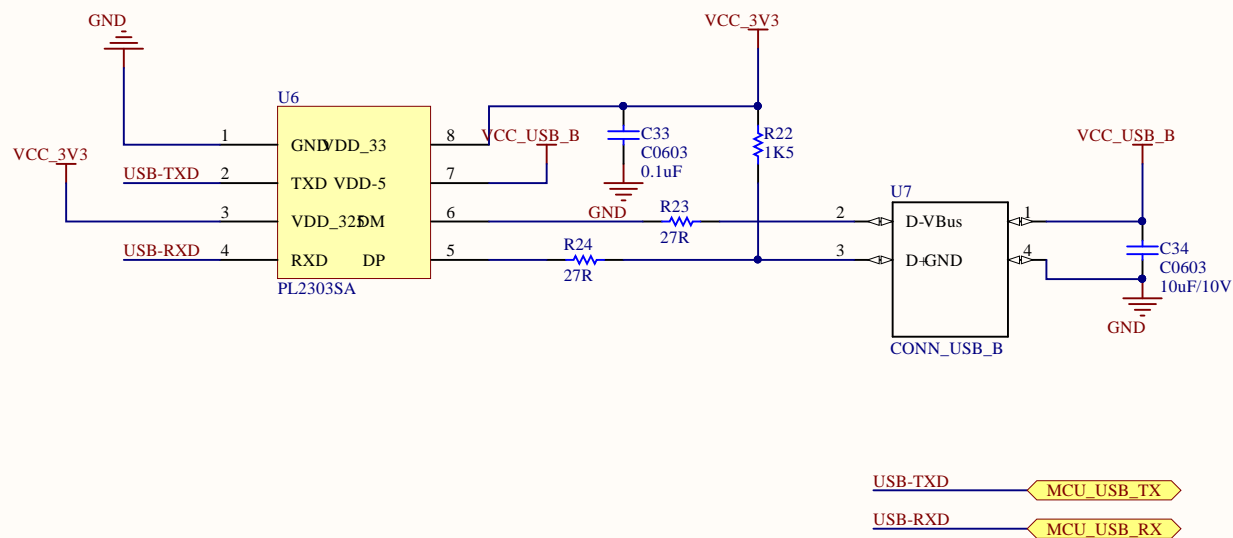 GND
VCC_3V3
U6
1 GND VDD_33 8
VCC_USB_B
C33
C0603
0.1uF
R22
1K5
VCC_USB_B
VCC_3V3
USB-TXD 2 TXD VDD-5 7
U7
3 VDD_325 DM 6
GND
R23
27R
2 D- VBus 1
USB-RXD 4 RXD DP 5
R24
27R
3 D+ GND 4
C34
C0603
10uF/10V
PL2303SA
GND
CONN_USB_B
USB-TXD MCU_USB_TX
USB-RXD MCU_USB_RX